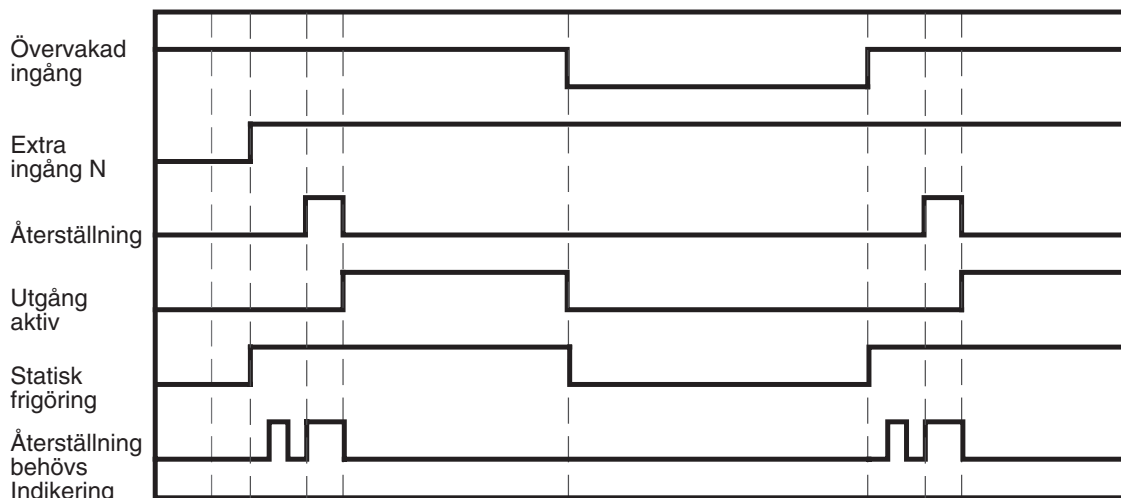 Övervakad
ingång
Extra
ingång N
Återställning
Utgång
aktiv
Statisk
frigöring
Återställning
behövs
Indikering